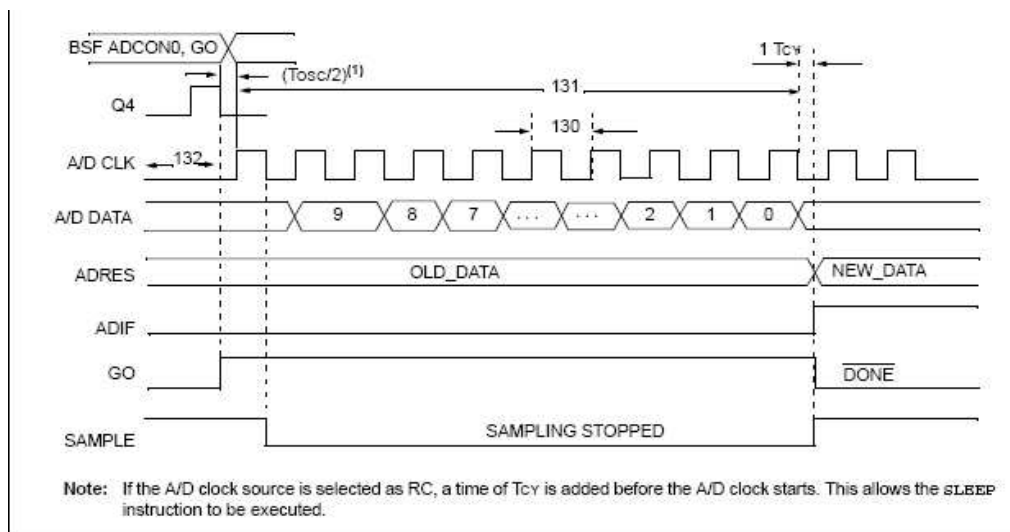 BSF ADCON0, GO
1 TCY
(TOSC/2)(1)
131
Q4
130
A/D CLK
132
A/D DATA
9 8 7 ... ... 2 1 0
ADRES
OLD_DATA
NEW_DATA
ADIF
GO
DONE
SAMPLE
SAMPLING STOPPED
Note: If the A/D clock source is selected as RC, a time of TCY is added before the A/D clock starts. This allows the SLEEP
instruction to be executed.